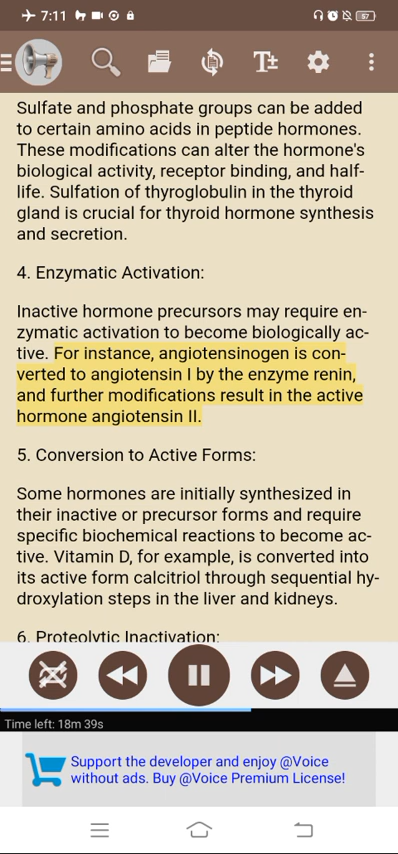 7:11
57
T±
Sulfate and phosphate groups can be added
to certain amino acids in peptide hormones.
These modifications can alter the hormone's
biological activity, receptor binding, and half-
life. Sulfation of thyroglobulin in the thyroid
gland is crucial for thyroid hormone synthesis
and secretion.
4. Enzymatic Activation:
Inactive hormone precursors may require en-
zymatic activation to become biologically ac-
tive. For instance, angiotensinogen is con-
verted to angiotensin I by the enzyme renin,
and further modifications result in the active
hormone angiotensin II.
5. Conversion to Active Forms:
Some hormones are initially synthesized in
their inactive or precursor forms and require
specific biochemical reactions to become ac-
tive. Vitamin D, for example, is converted into
its active form calcitriol through sequential hy-
droxylation steps in the liver and kidneys.
6. Proteolytic Inactivation:
Time left: 18m 39s
Support the developer and enjoy @Voice
without ads. Buy @Voice Premium License!